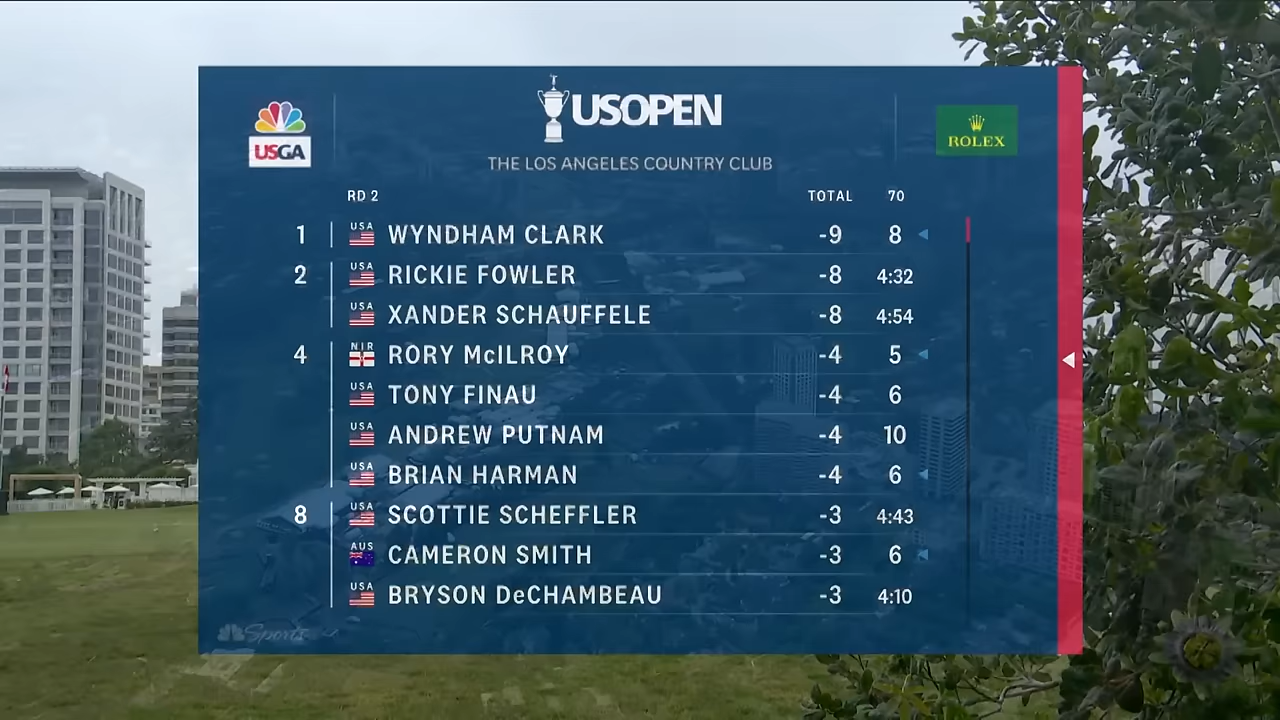 USOPEN
USGA
ROLEX
THE LOS ANGELES COUNTRY CLUB
RD 2 TOTAL 70
1 USA WYNDHAM CLARK -9 8
2 USA RICKIE FOWLER -8 4:32
USA XANDER SCHAUFFELE -8 4:54
4 NIR RORY McILROY -4 5
USA TONY FINAU -4 6
USA ANDREW PUTNAM -4 10
USA BRIAN HARMAN -4 6
8 USA SCOTTIE SCHEFFLER -3 4:43
AUS CAMERON SMITH -3 6
USA BRYSON DeCHAMBEAU -3 4:10
Sports